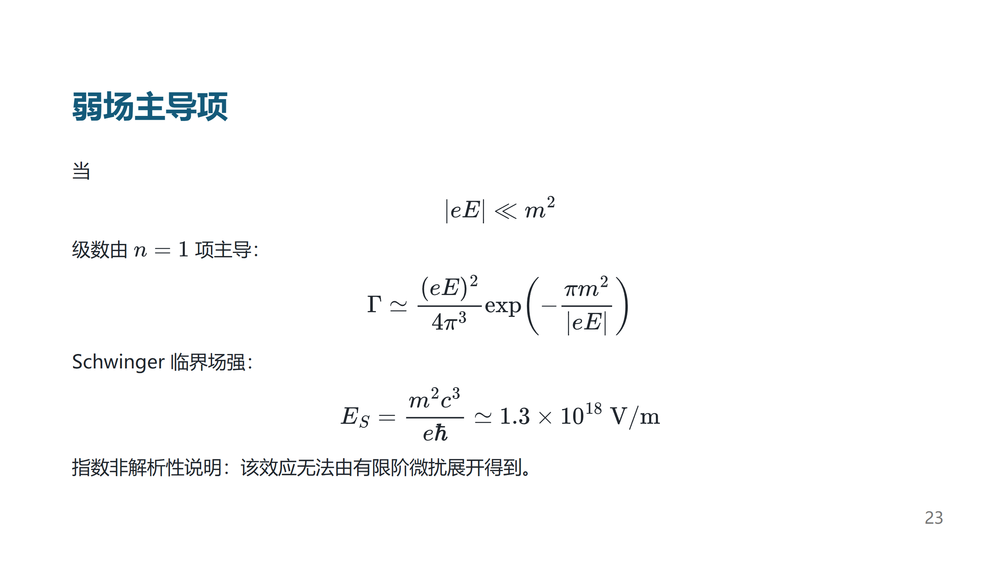 弱场主导项
当
|eE| ≪ m²
级数由 n = 1 项主导：
Γ ≃ (eE)²/(4π³) exp(−πm²/|eE|)
Schwinger 临界场强：
E_S = m²c³/(eℏ) ≃ 1.3 × 10¹⁸ V/m
指数非解析性说明：该效应无法由有限阶微扰展开得到。
23